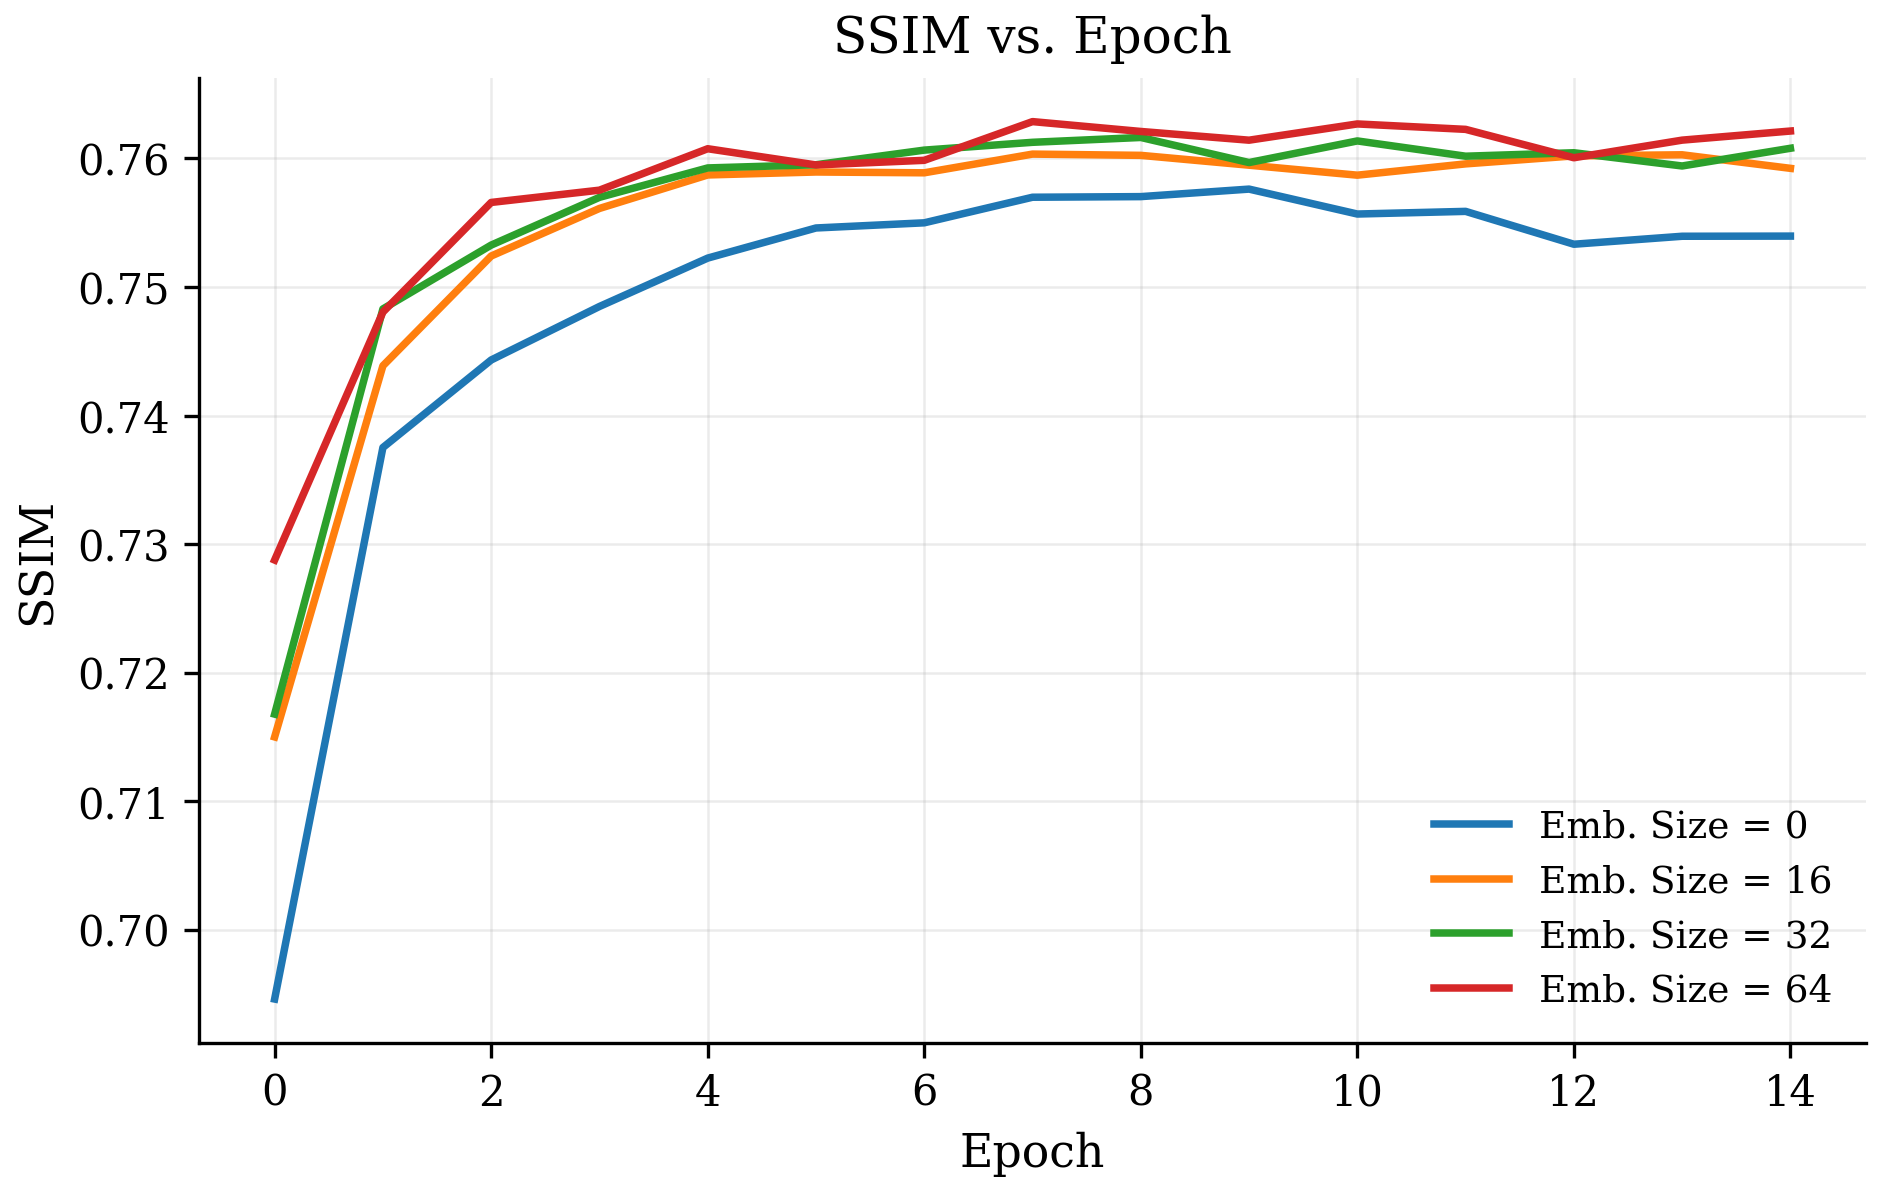 SSIM vs. Epoch
SSIM
0.76
0.75
0.74
0.73
0.72
0.71
0.70
0 2 4 6 8 10 12 14
Epoch
Emb. Size = 0
Emb. Size = 16
Emb. Size = 32
Emb. Size = 64